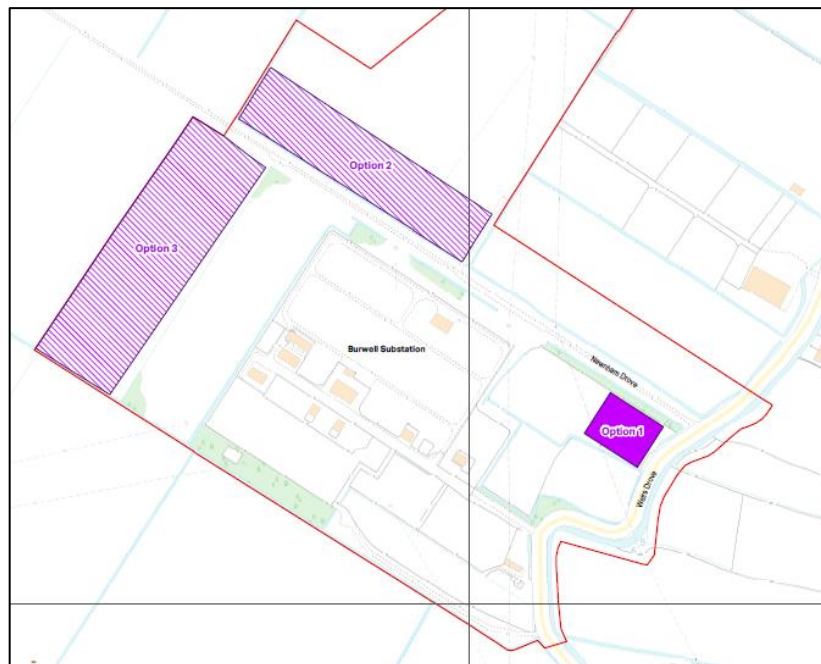 Option 2
Option 3
Burwell Substation
Newnham Drove
Option 1
Weirs Drove